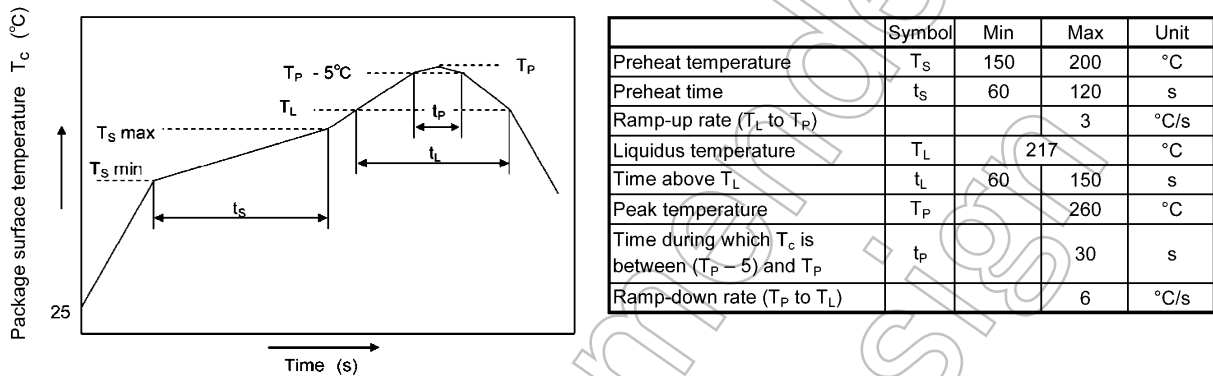 Package surface temperature T_c (°C)
T_P - 5°C
T_P
T_L
t_P
T_S max
t_L
T_S min
t_S
25
Time (s)
Symbol Min Max Unit
Preheat temperature T_S 150 200 °C
Preheat time t_S 60 120 s
Ramp-up rate (T_L to T_P) 3 °C/s
Liquidus temperature T_L 217 °C
Time above T_L t_L 60 150 s
Peak temperature T_P 260 °C
Time during which T_c is
between (T_P – 5) and T_P t_P 30 s
Ramp-down rate (T_P to T_L) 6 °C/s
mende
sign